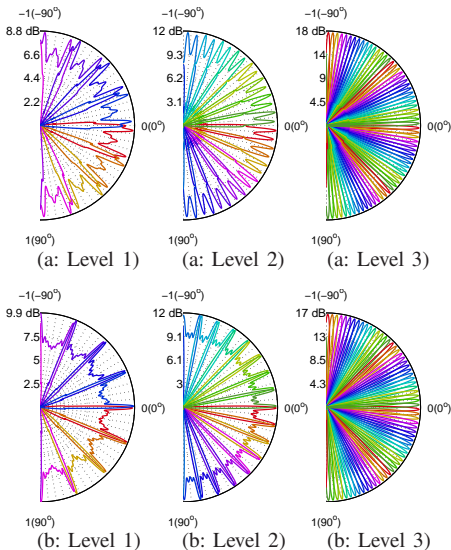 −1(−90°) −1(−90°) −1(−90°)
8.8 dB 12 dB 18 dB
6.6 9.3 14
4.4 6.2 9
2.2 3.1 4.5
0(0°) 0(0°) 0(0°)
1(90°) 1(90°) 1(90°)
(a: Level 1) (a: Level 2) (a: Level 3)
−1(−90°) −1(−90°) −1(−90°)
9.9 dB 12 dB 17 dB
7.5 9.1 13
5 6.1 8.5
2.5 3 4.3
0(0°) 0(0°) 0(0°)
1(90°) 1(90°) 1(90°)
(b: Level 1) (b: Level 2) (b: Level 3)